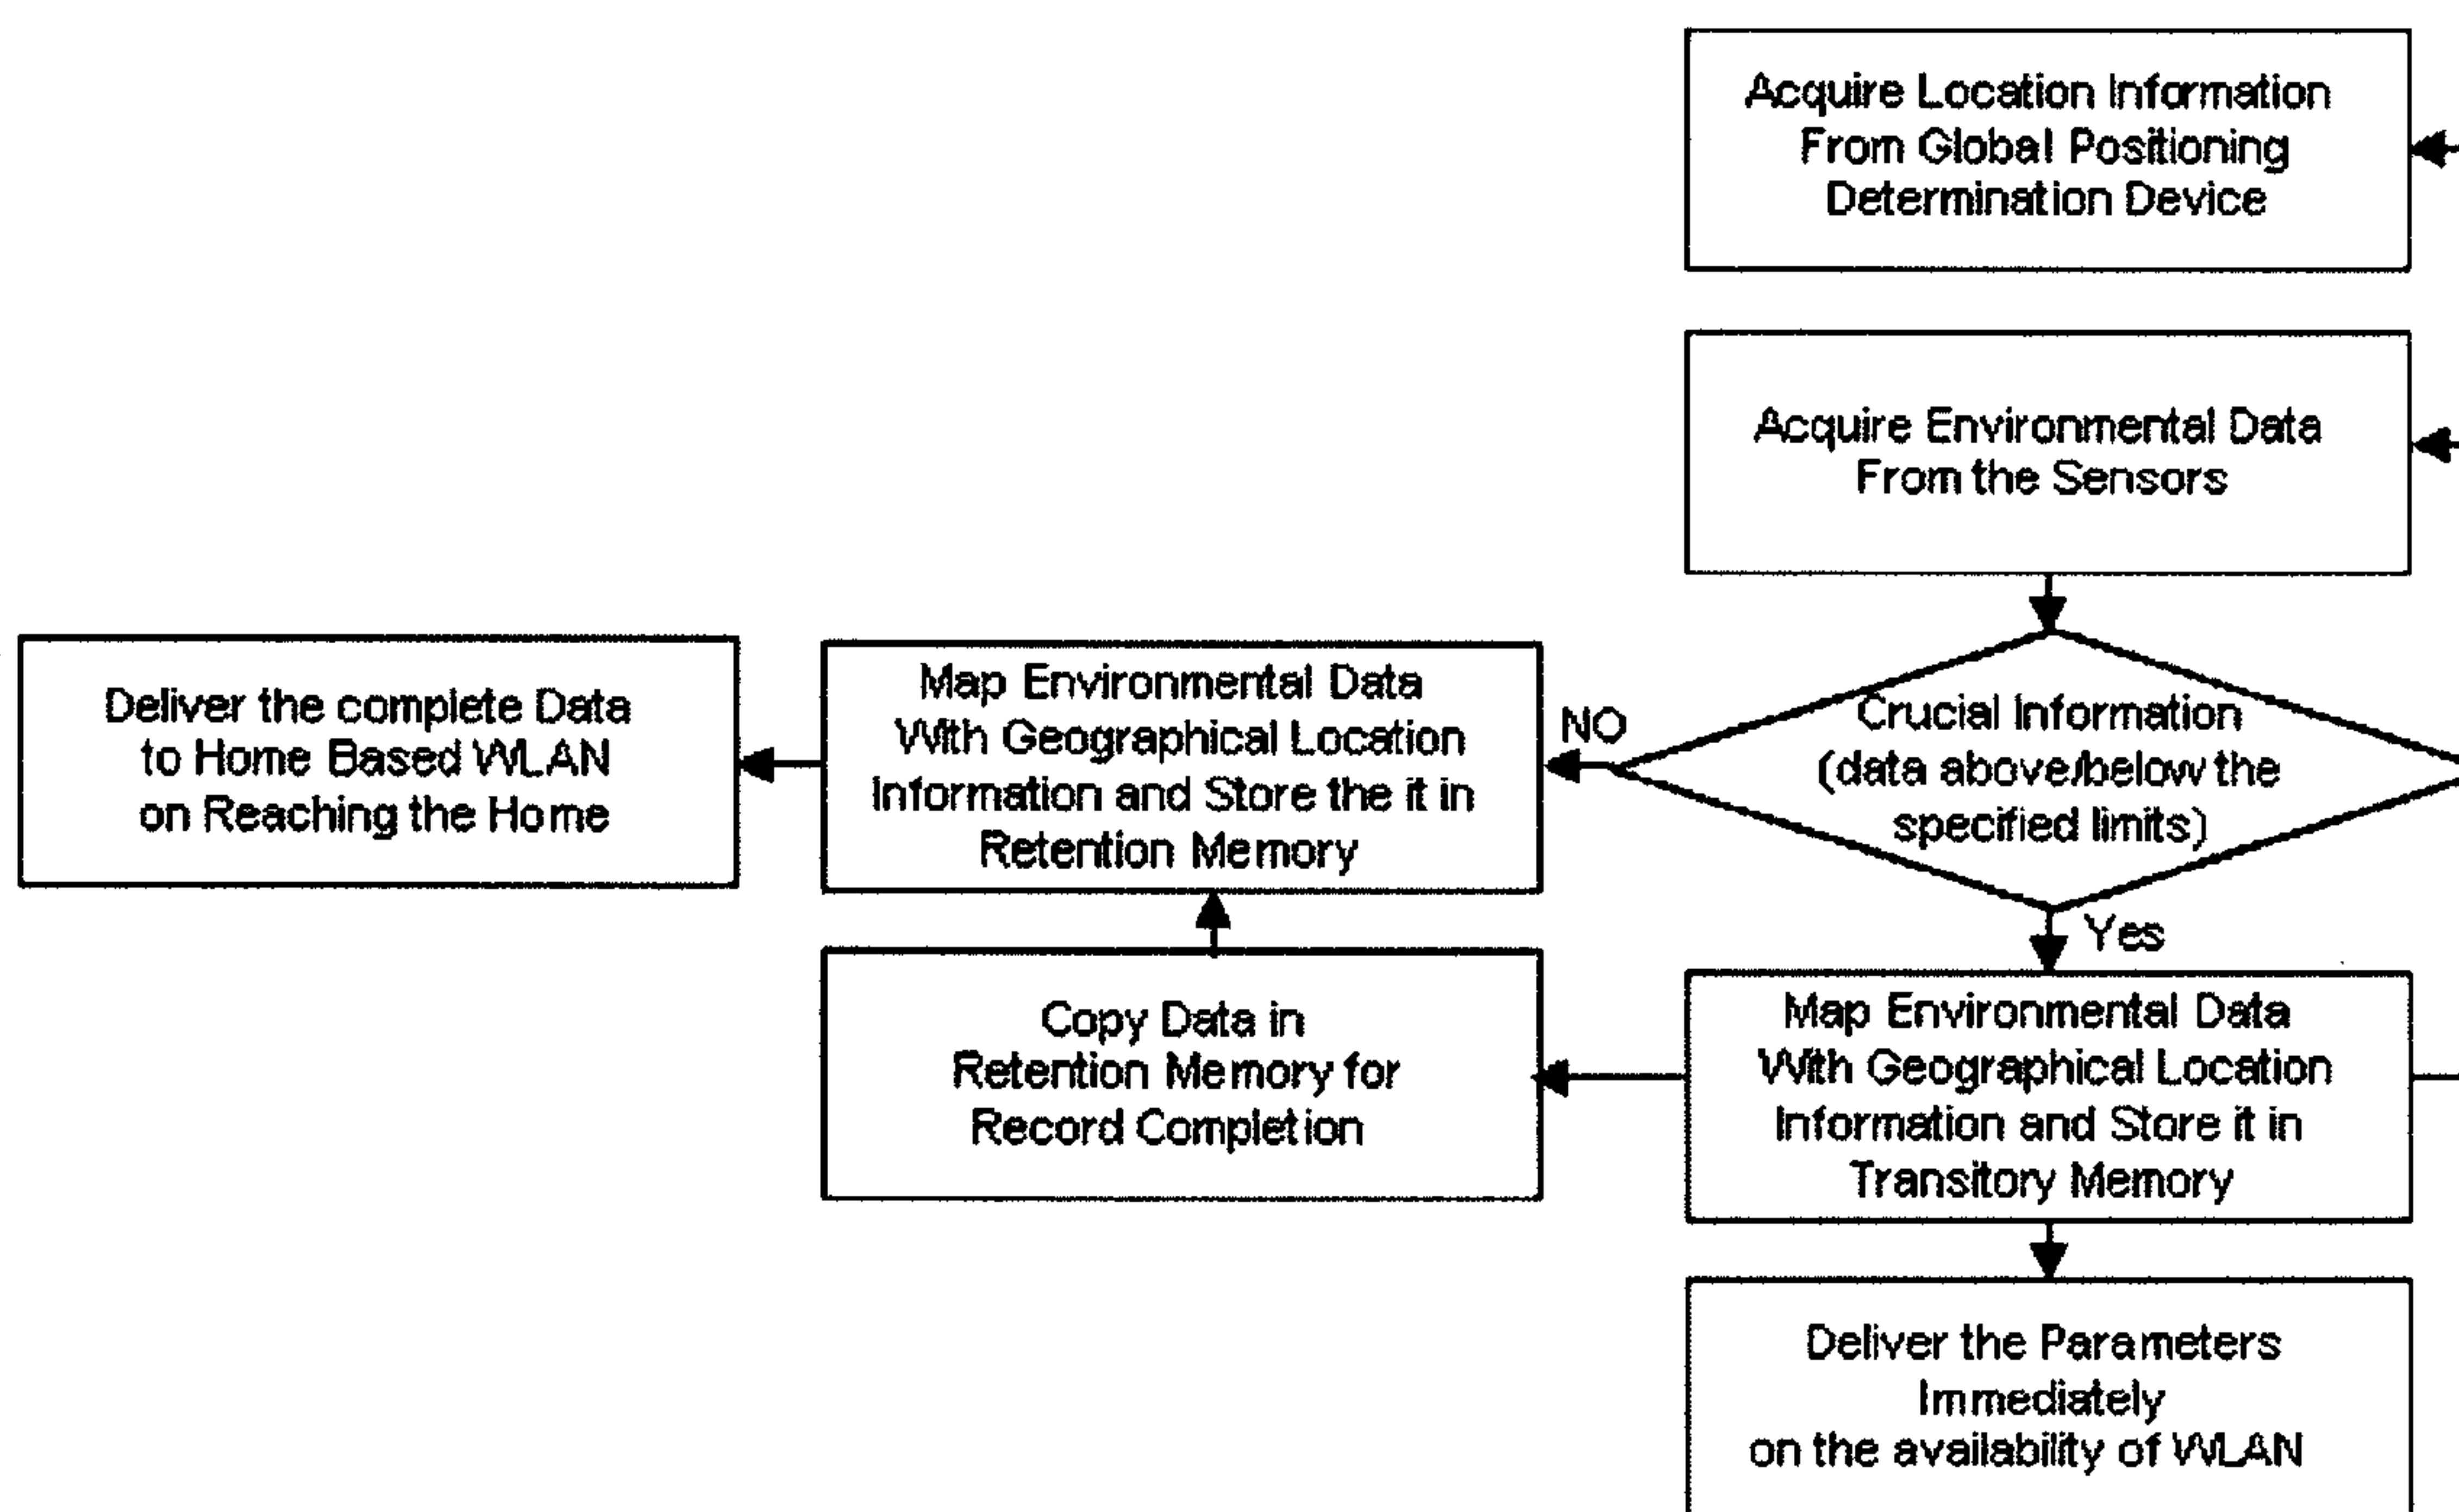 Acquire Location Information
From Global Positioning
Determination Device
Acquire Environmental Data
From the Sensors
Deliver the complete Data
to Home Based WLAN
on Reaching the Home
Map Environmental Data
With Geographical Location
Information and Store the it in
Retention Memory
NO
Crucial Information
(data above/below the
specified limits)
Yes
Copy Data in
Retention Memory for
Record Completion
Map Environmental Data
With Geographical Location
Information and Store it in
Transitory Memory
Deliver the Parameters
Immediately
on the availability of WLAN